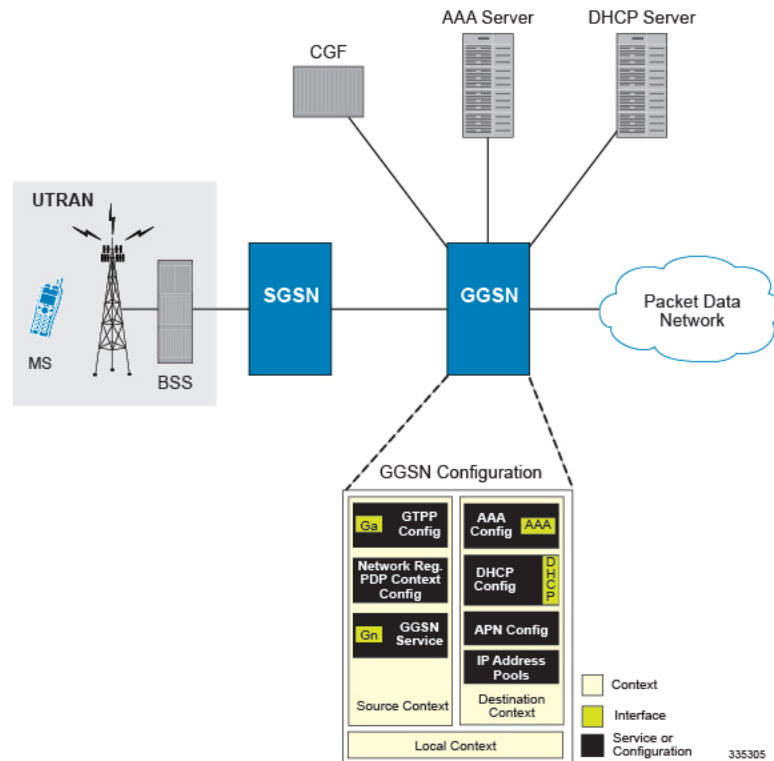 AAA Server
DHCP Server
CGF
UTRAN
MS
BSS
SGSN
GGSN
Packet Data
Network
GGSN Configuration
Ga
GTPP
Config
Network Reg.
PDP Context
Config
Gn
GGSN
Service
Source Context
AAA
Config
AAA
DHCP
Config
D
H
C
P
APN Config
IP Address
Pools
Destination
Context
Local Context
Context
Interface
Service or
Configuration
335305